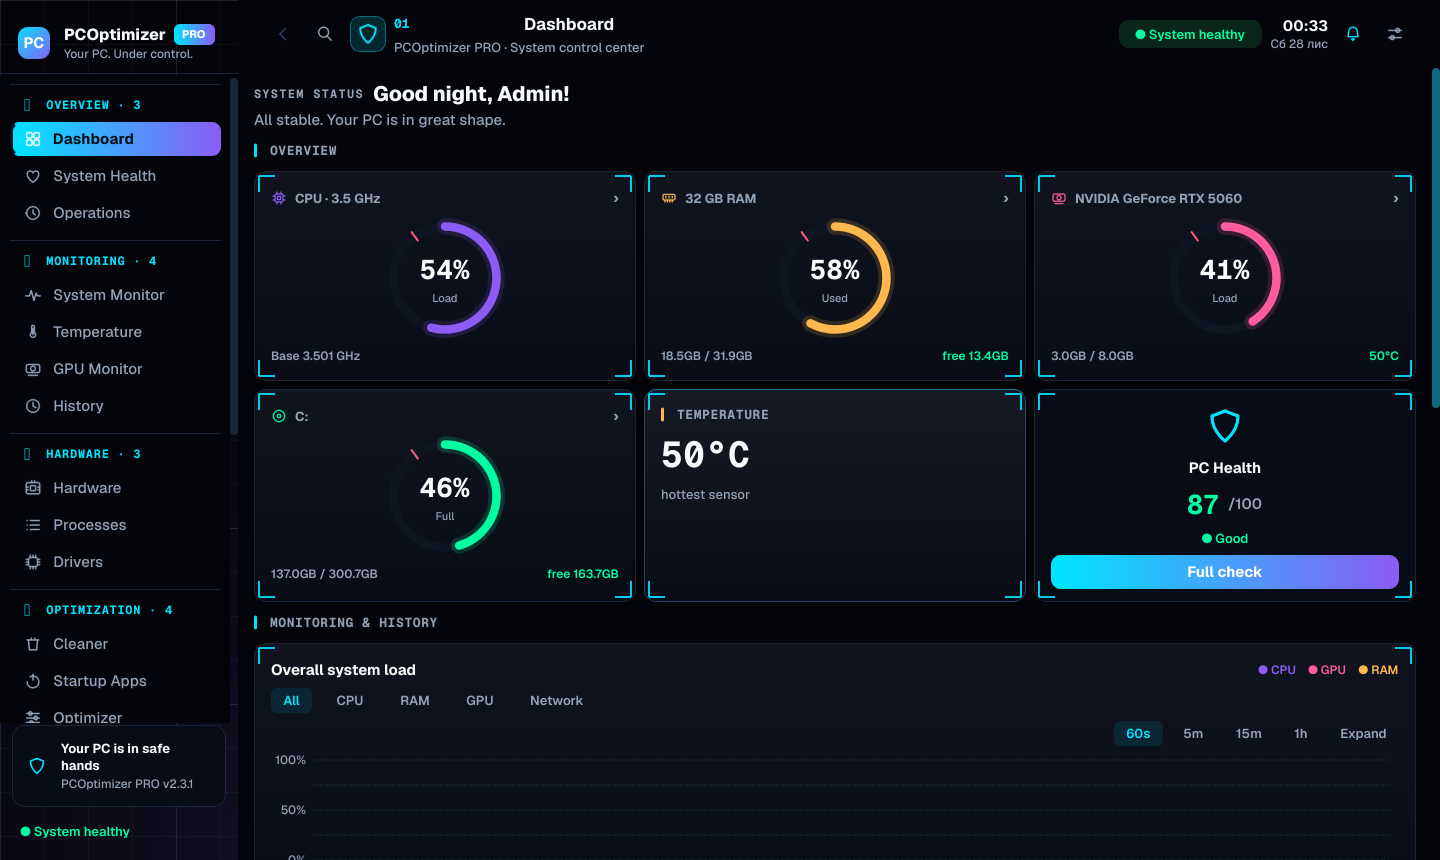 PC
PCOptimizer PRO
Your PC. Under control.
OVERVIEW · 3
Dashboard
System Health
Operations
MONITORING · 4
System Monitor
Temperature
GPU Monitor
History
HARDWARE · 3
Hardware
Processes
Drivers
OPTIMIZATION · 4
Cleaner
Startup Apps
Optimizer
Your PC is in safe
hands
PCOptimizer PRO v2.3.1
System healthy
01
Dashboard
PCOptimizer PRO · System control center
System healthy
00:33
Сб 28 лис
SYSTEM STATUS Good night, Admin!
All stable. Your PC is in great shape.
OVERVIEW
CPU · 3.5 GHz
54%
Load
Base 3.501 GHz
32 GB RAM
58%
Used
18.5GB / 31.9GB
free 13.4GB
NVIDIA GeForce RTX 5060
41%
Load
3.0GB / 8.0GB
50°C
C:
46%
Full
137.0GB / 300.7GB
free 163.7GB
TEMPERATURE
50°C
hottest sensor
PC Health
87 /100
Good
Full check
MONITORING & HISTORY
Overall system load
CPU GPU RAM
All CPU RAM GPU Network
60s 5m 15m 1h Expand
100%
50%
0%